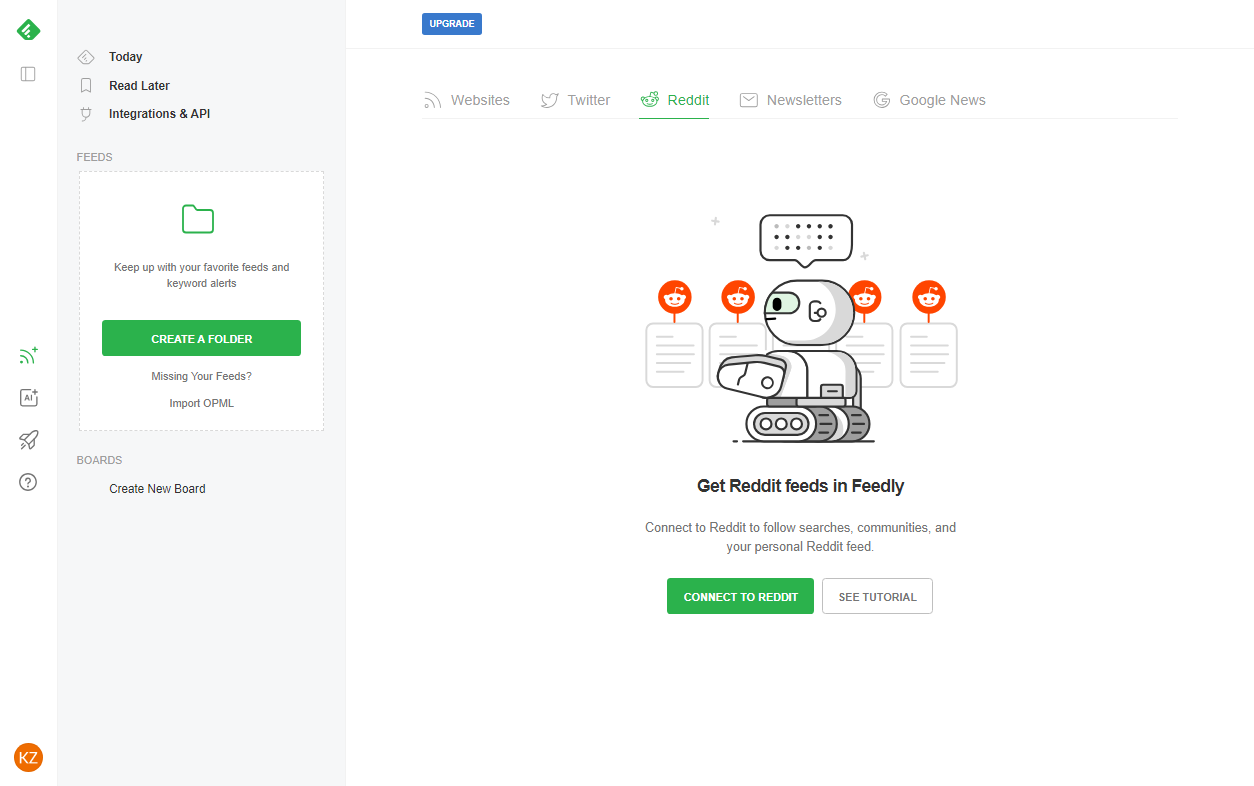 UPGRADE
Today
Read Later
Integrations & API
FEEDS
Keep up with your favorite feeds and
keyword alerts
CREATE A FOLDER
Missing Your Feeds?
Import OPML
BOARDS
Create New Board
AI
KZ
Websites
Twitter
Reddit
Newsletters
Google News
Get Reddit feeds in Feedly
Connect to Reddit to follow searches, communities, and
your personal Reddit feed.
CONNECT TO REDDIT
SEE TUTORIAL